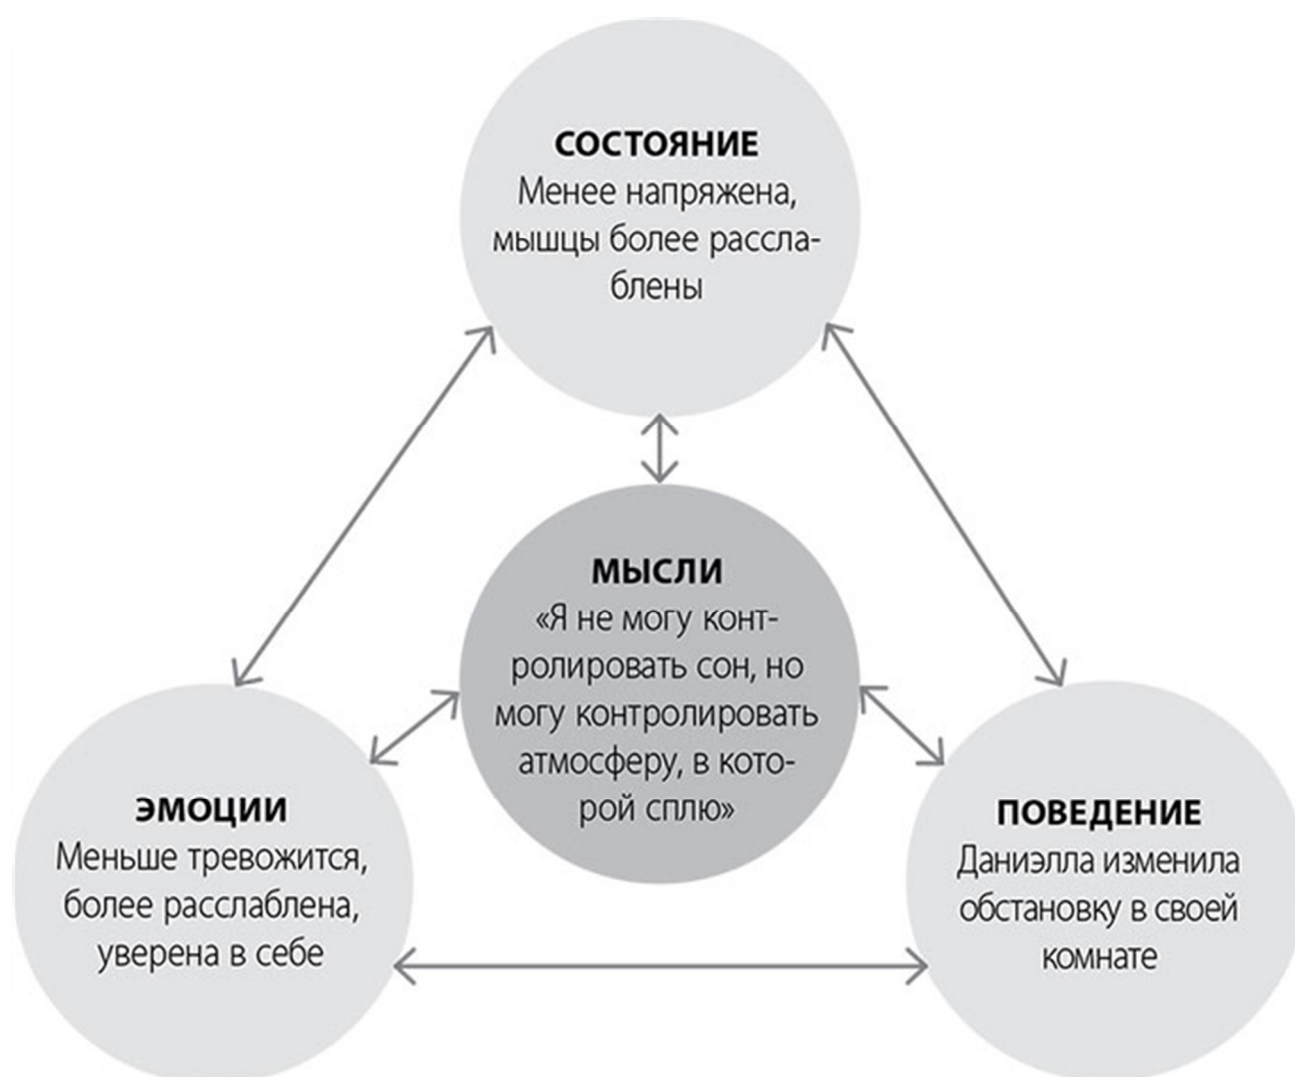 СОСТОЯНИЕ
Менее напряжена,
мышцы более рассла-
блены
МЫСЛИ
«Я не могу конт-
ролировать сон, но
могу контролировать
атмосферу, в кото-
рой сплю»
ЭМОЦИИ
Меньше тревожится,
более расслаблена,
уверена в себе
ПОВЕДЕНИЕ
Даниэлла изменила
обстановку в своей
комнате